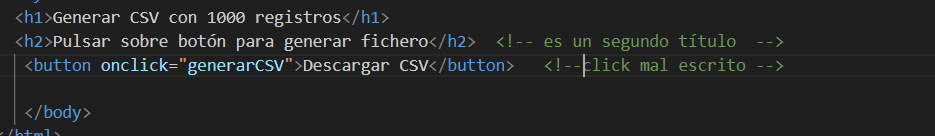 <h1>Generar CSV con 1000 registros</h1>
<h2>Pulsar sobre botón para generar fichero</h2> <!-- es un segundo título -->
<button onclick="generarCSV">Descargar CSV</button> <!--click mal escrito -->
</body>
</html>